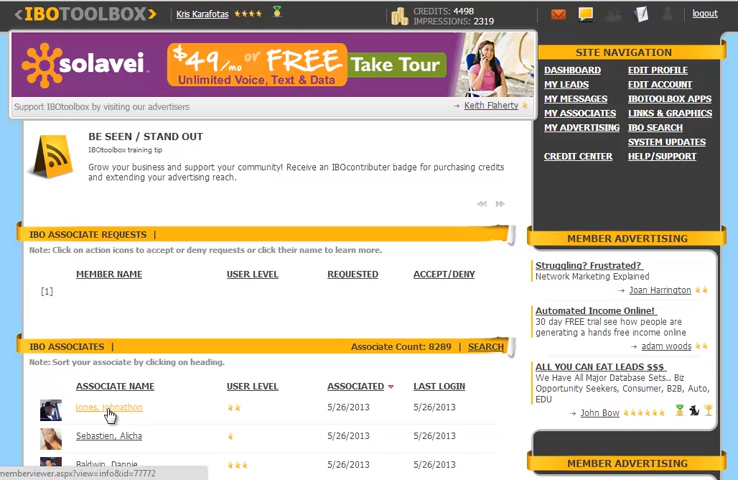 <IBOTOOLBOX>
Kris Karafotas
CREDITS: 4498
IMPRESSIONS: 2319
logout
solavei
$49/mo or FREE
Unlimited Voice, Text & Data
Take Tour
Support IBOtoolbox by visiting our advertisers
→ Keith Flaherty
SITE NAVIGATION
DASHBOARD EDIT PROFILE
MY LEADS EDIT ACCOUNT
MY MESSAGES IBOTOOLBOX APPS
MY ASSOCIATES LINKS & GRAPHICS
MY ADVERTISING IBO SEARCH
SYSTEM UPDATES
CREDIT CENTER HELP/SUPPORT
BE SEEN / STAND OUT
IBOtoolbox training tip
Grow your business and support your community! Receive an IBOcontributer badge for purchasing credits
and extending your advertising reach.
IBO ASSOCIATE REQUESTS |
Note: Click on action icons to accept or deny requests or click their name to learn more.
MEMBER NAME USER LEVEL REQUESTED ACCEPT/DENY
[1]
IBO ASSOCIATES | Associate Count: 8289 | SEARCH
Note: Sort your associate by clicking on heading.
ASSOCIATE NAME USER LEVEL ASSOCIATED LAST LOGIN
Jones, Johnathon 5/26/2013 5/26/2013
Sebastien, Alicha 5/26/2013 5/26/2013
Baldwin, Dannie 5/26/2013 5/26/2013
memberviewer.aspx?view=info&id=77772
MEMBER ADVERTISING
Struggling? Frustrated?
Network Marketing Explained
→ Joan Harrington
Automated Income Online!
30 day FREE trial see how people are
generating a hands free income online
→ adam woods
ALL YOU CAN EAT LEADS $$$
We Have All Major Database Sets.. Biz
Opportunity Seekers, Consumer, B2B, Auto,
EDU
→ John Bow
MEMBER ADVERTISING